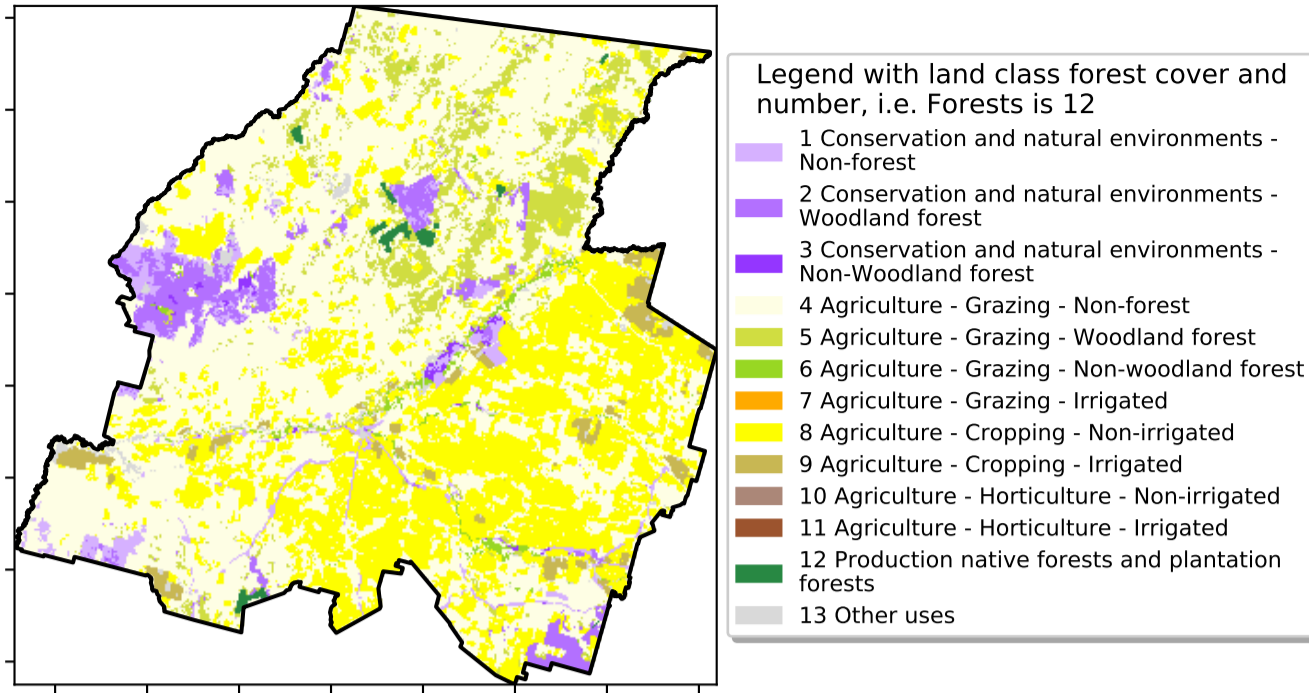 Legend with land class forest cover and
number, i.e. Forests is 12
1 Conservation and natural environments -
Non-forest
2 Conservation and natural environments -
Woodland forest
3 Conservation and natural environments -
Non-Woodland forest
4 Agriculture - Grazing - Non-forest
5 Agriculture - Grazing - Woodland forest
6 Agriculture - Grazing - Non-woodland forest
7 Agriculture - Grazing - Irrigated
8 Agriculture - Cropping - Non-irrigated
9 Agriculture - Cropping - Irrigated
10 Agriculture - Horticulture - Non-irrigated
11 Agriculture - Horticulture - Irrigated
12 Production native forests and plantation
forests
13 Other uses